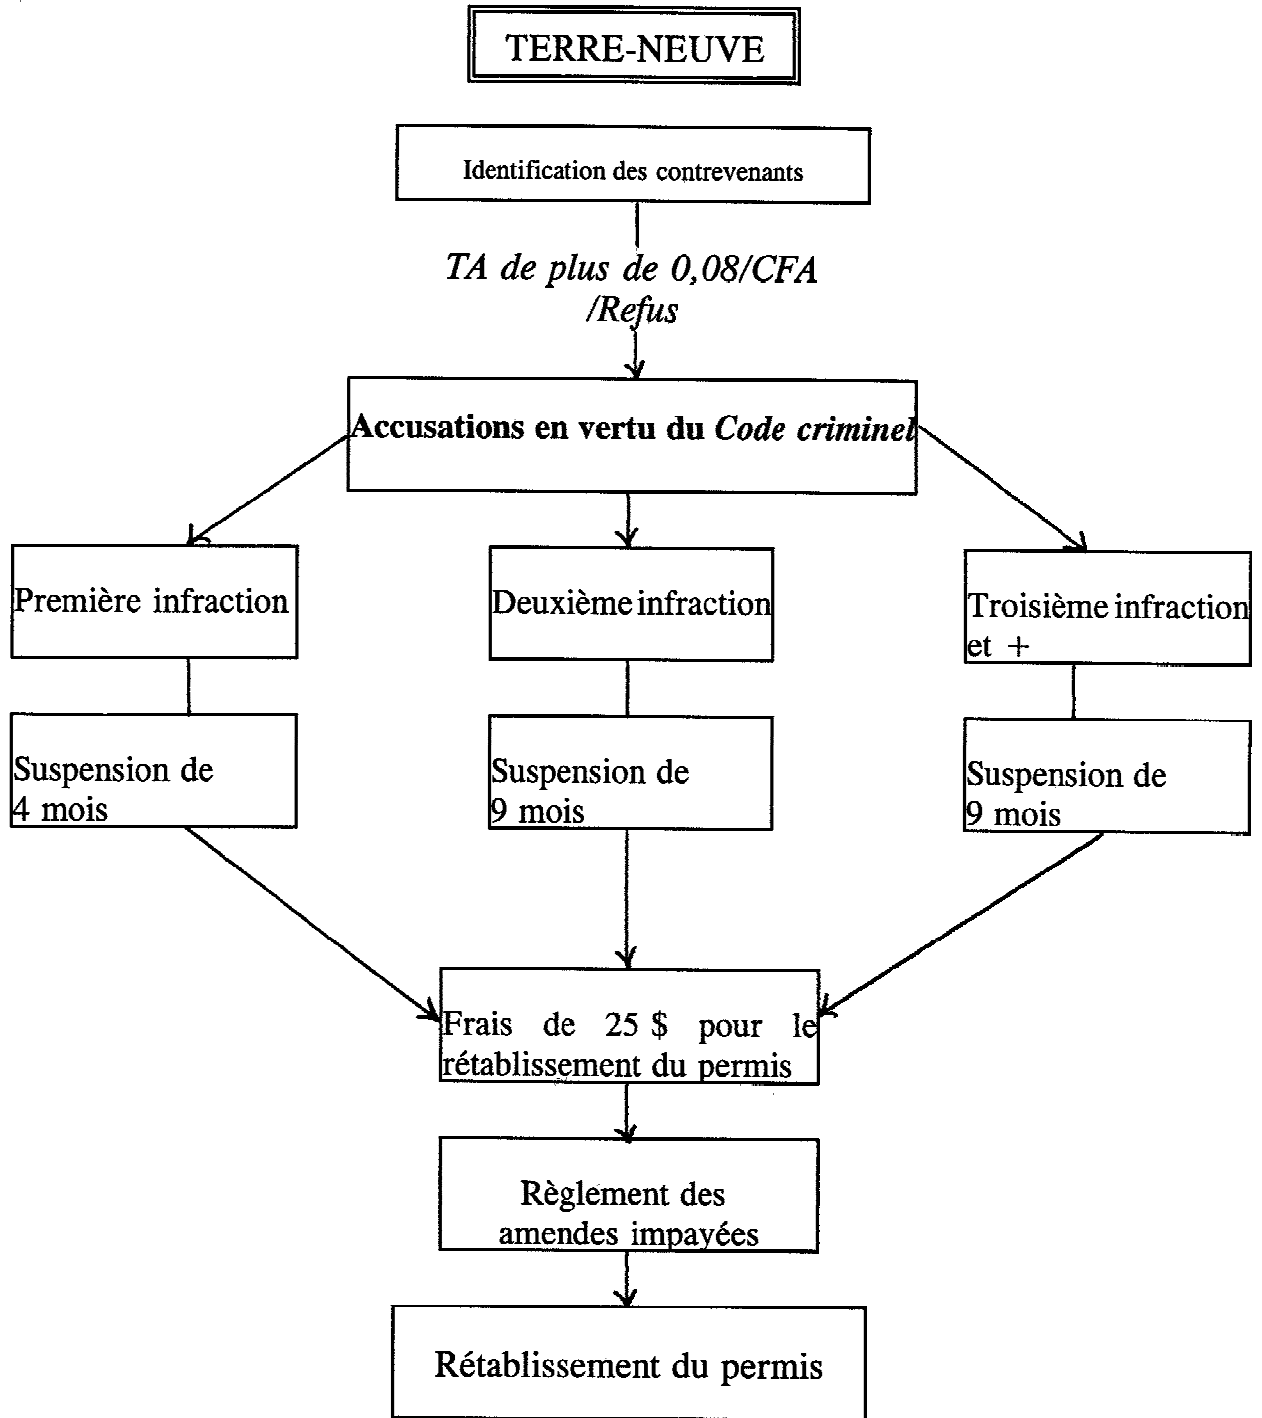 TERRE-NEUVE
Identification des contrevenants
TA de plus de 0,08/CFA
/Refus
Accusations en vertu du Code criminel
Première infraction
Deuxième infraction
Troisième infraction
et +
Suspension de
4 mois
Suspension de
9 mois
Suspension de
9 mois
Frais de 25 $ pour le
rétablissement du permis
Règlement des
amendes impayées
Rétablissement du permis